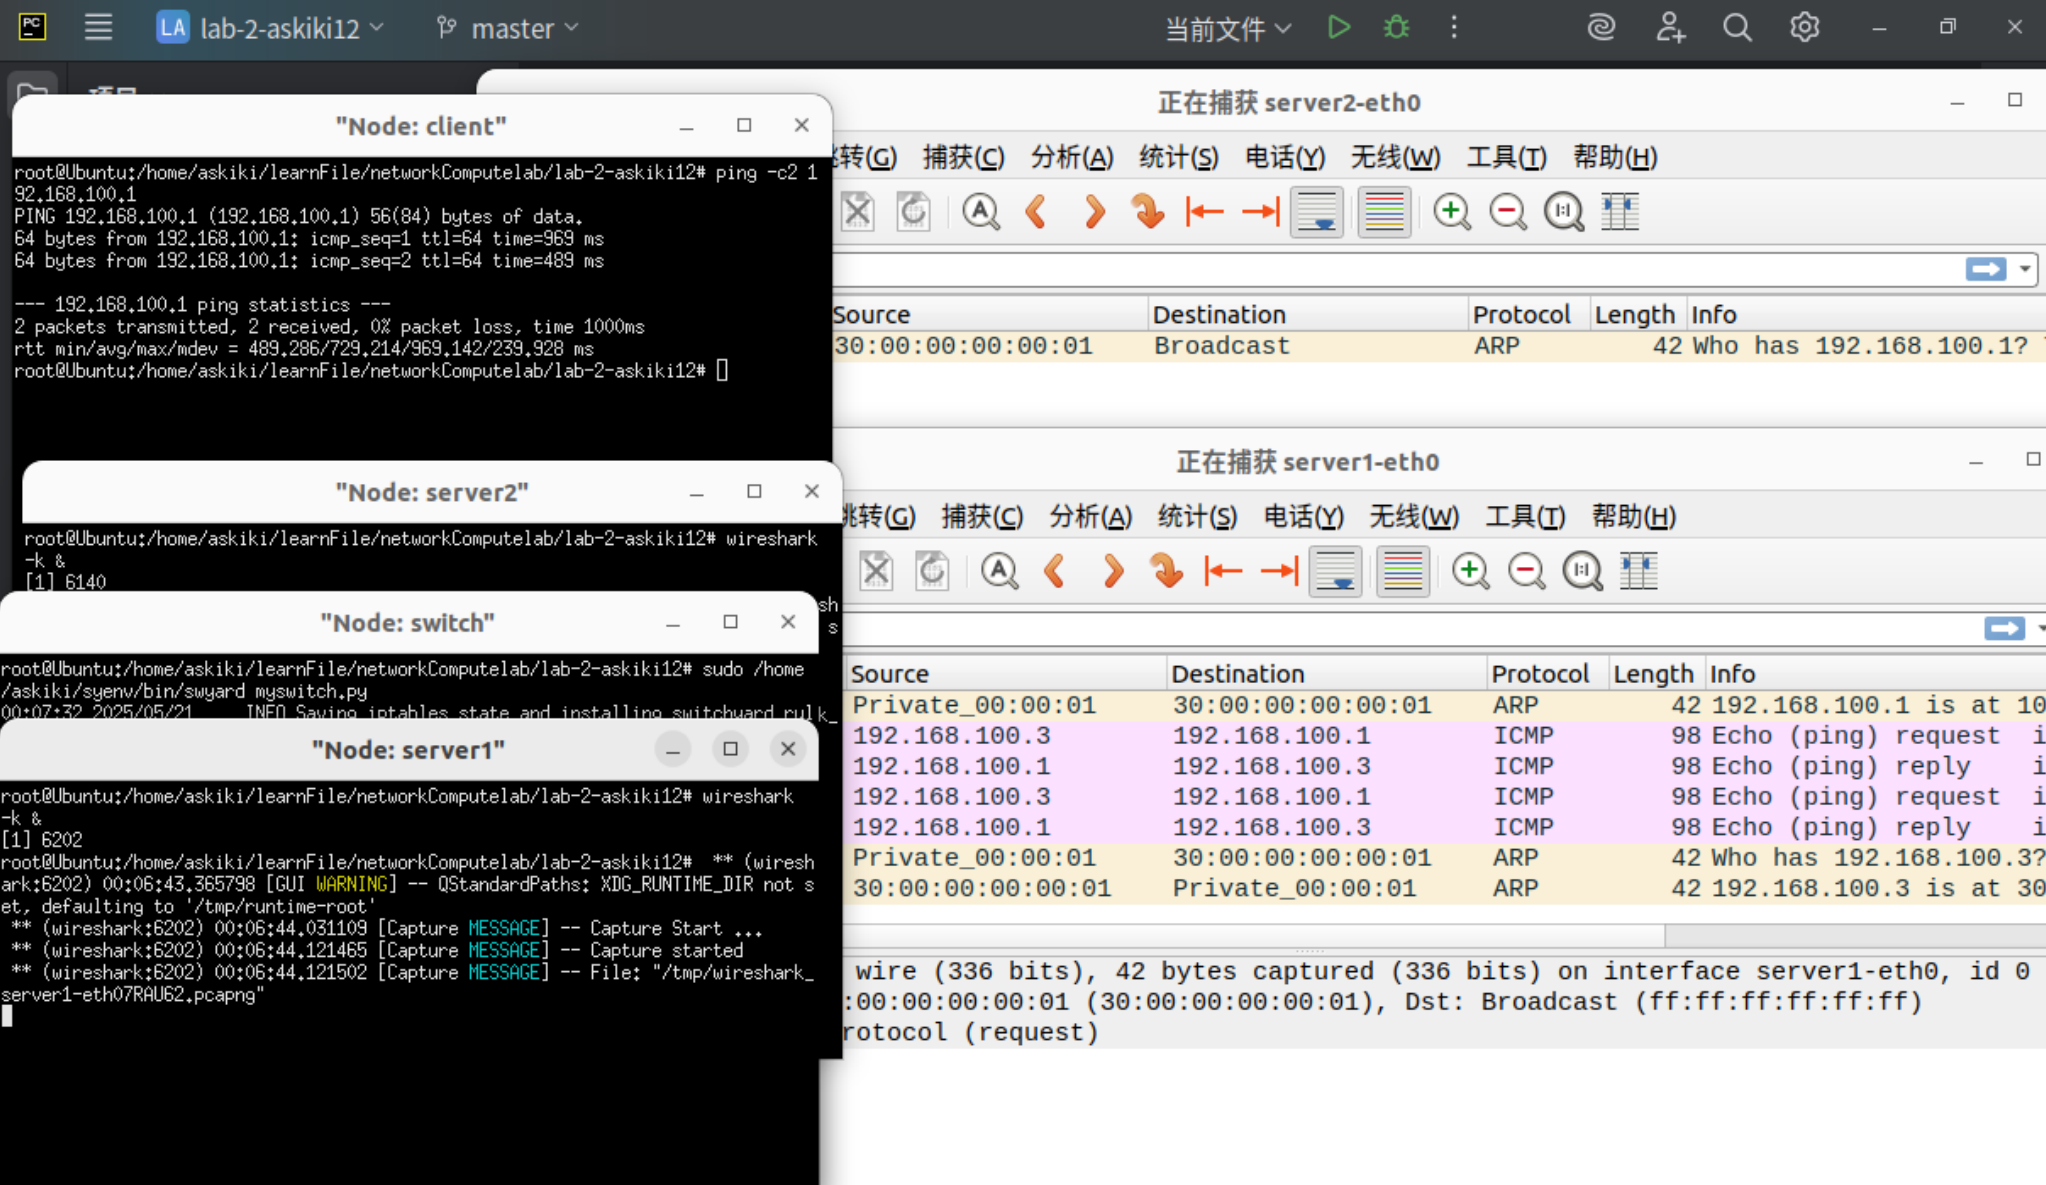 PC
LA lab-2-askiki12
master
当前文件
"Node: client"
root@Ubuntu:/home/askiki/learnFile/networkComputelab/lab-2-askiki12# ping -c2 1
92.168.100.1
PING 192.168.100.1 (192.168.100.1) 56(84) bytes of data.
64 bytes from 192.168.100.1: icmp_seq=1 ttl=64 time=969 ms
64 bytes from 192.168.100.1: icmp_seq=2 ttl=64 time=489 ms
--- 192.168.100.1 ping statistics ---
2 packets transmitted, 2 received, 0% packet loss, time 1000ms
rtt min/avg/max/mdev = 489.286/729.214/969.142/239.928 ms
root@Ubuntu:/home/askiki/learnFile/networkComputelab/lab-2-askiki12#
"Node: server2"
root@Ubuntu:/home/askiki/learnFile/networkComputelab/lab-2-askiki12# wireshark
-k &
[1] 6140
sh
s
"Node: switch"
root@Ubuntu:/home/askiki/learnFile/networkComputelab/lab-2-askiki12# sudo /home
/askiki/syenv/bin/swyard myswitch.py
00:07:32 2025/05/21 INFO Saving iptables state and installing switchyard rul
k_
"Node: server1"
root@Ubuntu:/home/askiki/learnFile/networkComputelab/lab-2-askiki12# wireshark
-k &
[1] 6202
root@Ubuntu:/home/askiki/learnFile/networkComputelab/lab-2-askiki12# ** (wiresh
ark:6202) 00:06:43.365798 [GUI WARNING] -- QStandardPaths: XDG_RUNTIME_DIR not s
et, defaulting to '/tmp/runtime-root'
** (wireshark:6202) 00:06:44.031109 [Capture MESSAGE] -- Capture Start ...
** (wireshark:6202) 00:06:44.121465 [Capture MESSAGE] -- Capture started
** (wireshark:6202) 00:06:44.121502 [Capture MESSAGE] -- File: "/tmp/wireshark_
server1-eth07RAU62.pcapng"
正在捕获 server2-eth0
转(G) 捕获(C) 分析(A) 统计(S) 电话(Y) 无线(W) 工具(T) 帮助(H)
Source Destination Protocol Length Info
30:00:00:00:00:01 Broadcast ARP 42 Who has 192.168.100.1?
正在捕获 server1-eth0
跳转(G) 捕获(C) 分析(A) 统计(S) 电话(Y) 无线(W) 工具(T) 帮助(H)
Source Destination Protocol Length Info
Private_00:00:01 30:00:00:00:00:01 ARP 42 192.168.100.1 is at 10
192.168.100.3 192.168.100.1 ICMP 98 Echo (ping) request i
192.168.100.1 192.168.100.3 ICMP 98 Echo (ping) reply i
192.168.100.3 192.168.100.1 ICMP 98 Echo (ping) request i
192.168.100.1 192.168.100.3 ICMP 98 Echo (ping) reply i
Private_00:00:01 30:00:00:00:00:01 ARP 42 Who has 192.168.100.3?
30:00:00:00:00:01 Private_00:00:01 ARP 42 192.168.100.3 is at 30
wire (336 bits), 42 bytes captured (336 bits) on interface server1-eth0, id 0
:00:00:00:00:01 (30:00:00:00:00:01), Dst: Broadcast (ff:ff:ff:ff:ff:ff)
rotocol (request)